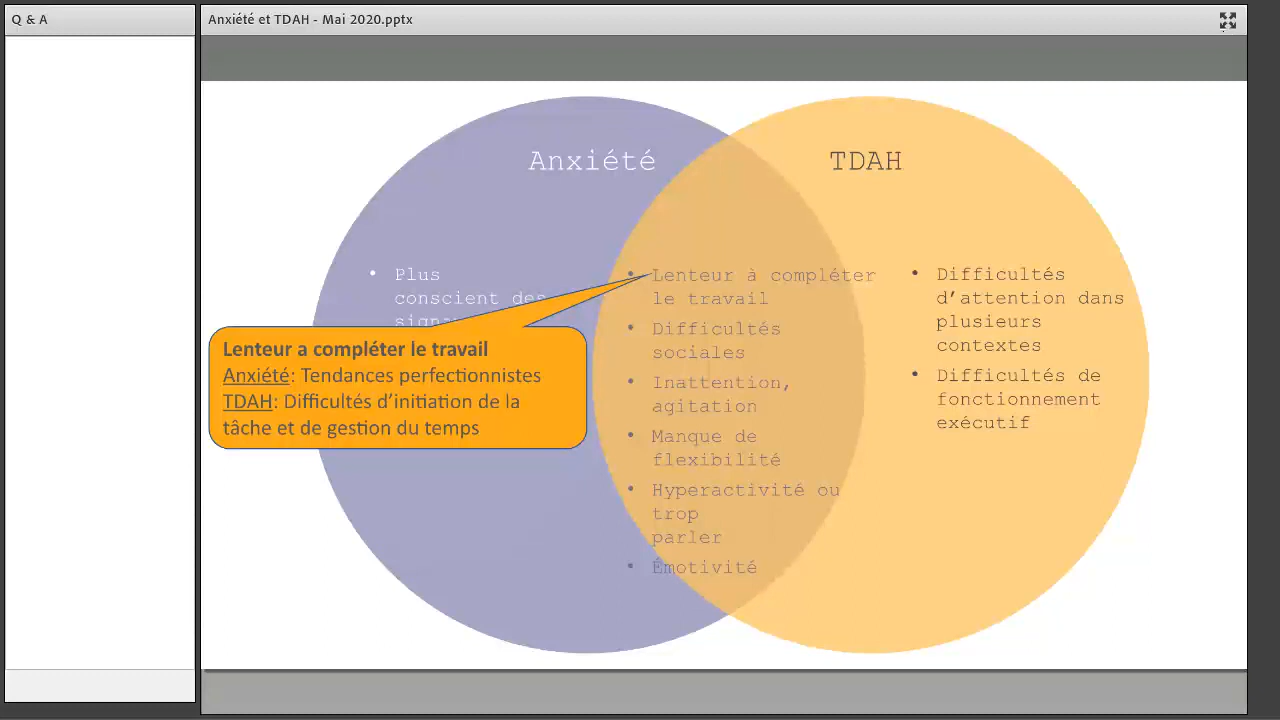 Q & A
Anxiété et TDAH - Mai 2020.pptx
Anxiété
TDAH
• Plus
conscient des
Lenteur a compléter le travail
Anxiété: Tendances perfectionnistes
TDAH: Difficultés d’initiation de la
tâche et de gestion du temps
• Lenteur à compléter
le travail
• Difficultés
sociales
• Inattention,
agitation
• Manque de
flexibilité
• Hyperactivité ou
trop
parler
• Émotivité
• Difficultés
d’attention dans
plusieurs
contextes
• Difficultés de
fonctionnement
exécutif